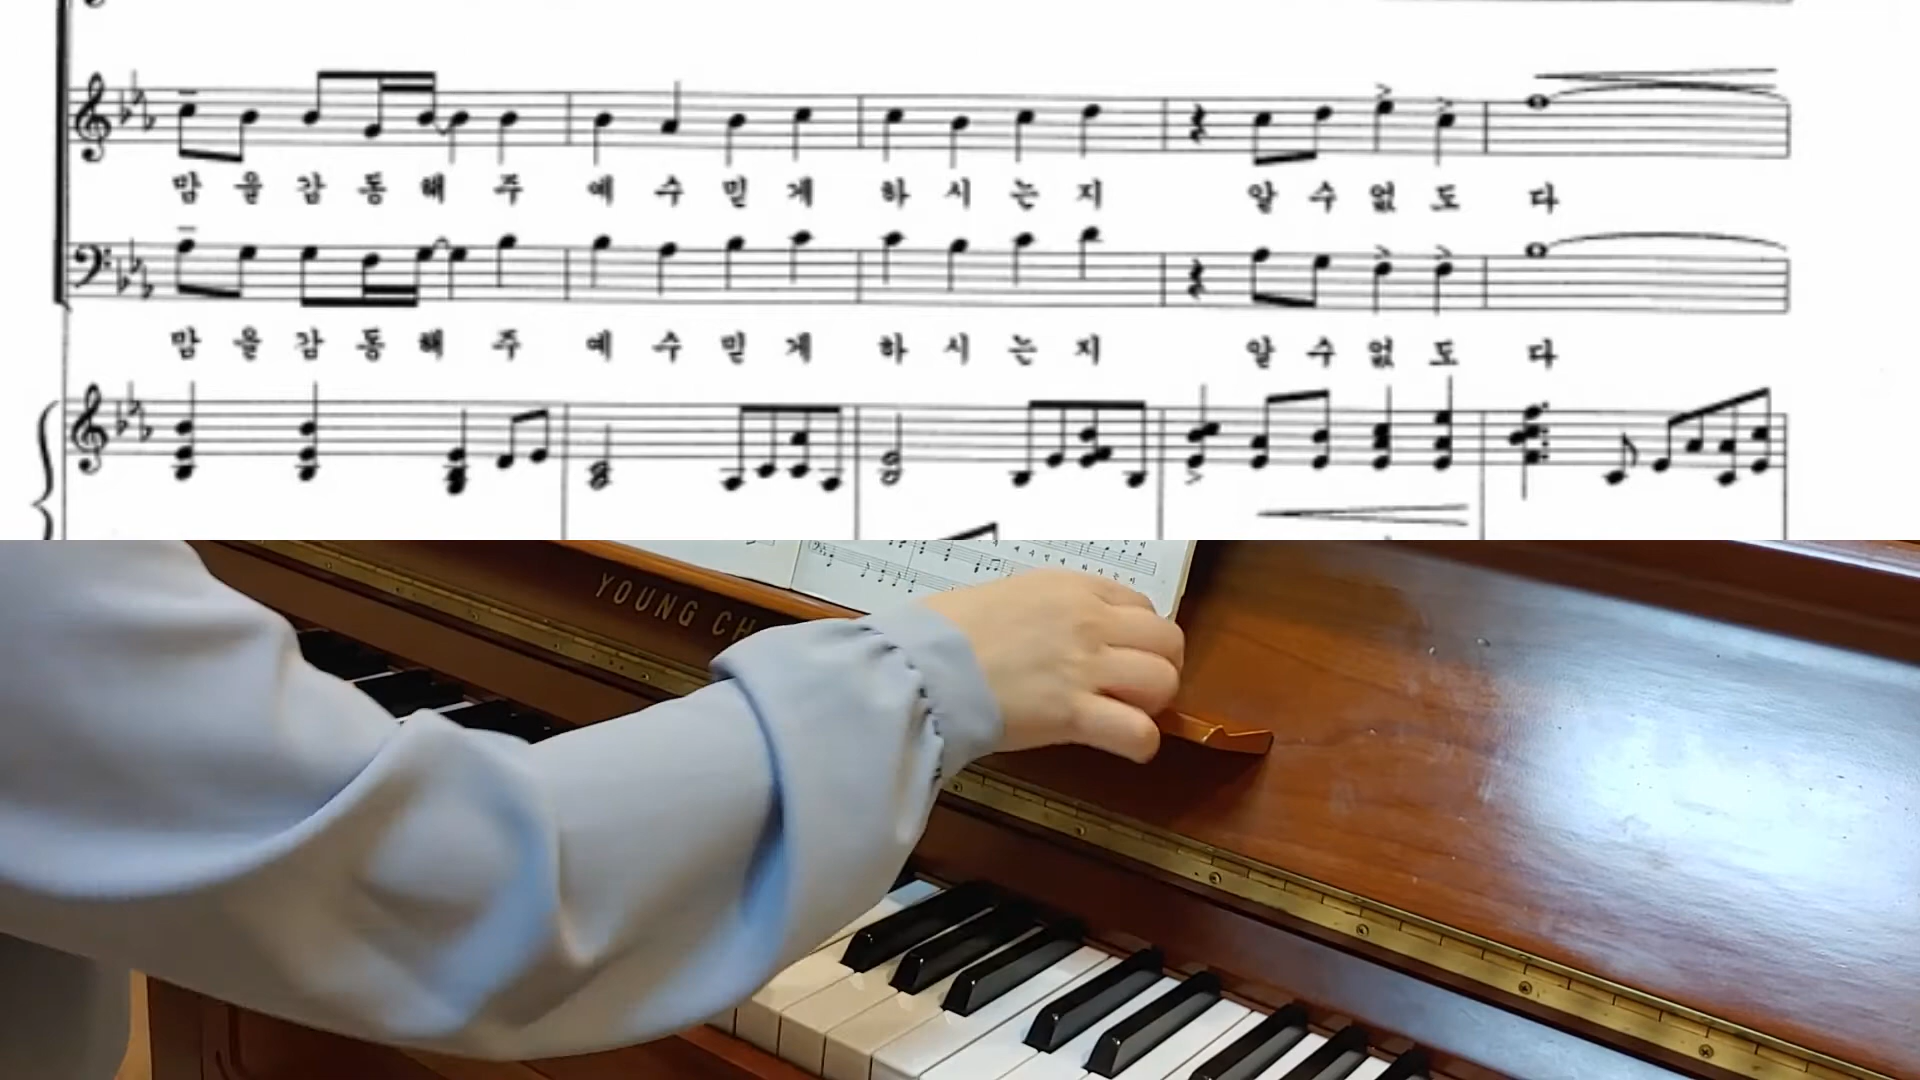 맘 을 감 동 해 주 예 수 믿 게 하 시 는 지 알 수 없 도 다
맘 을 감 동 해 주 예 수 믿 게 하 시 는 지 알 수 없 도 다
YOUNG CH